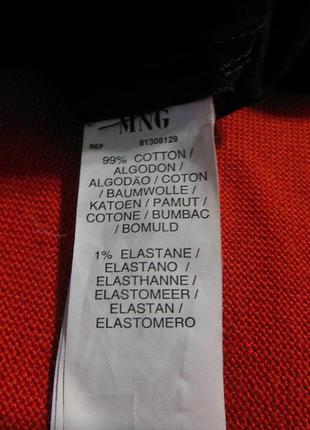 MNG
REF 81308129
99% COTTON /
ALGODON /
ALGODÃO / COTON
/ BAUMWOLLE /
KATOEN / PAMUT /
COTONE / BUMBAC
/ BOMULD
1% ELASTANE /
ELASTANO /
ELASTHANNE /
ELASTOMEER /
ELASTAN /
ELASTOMERO